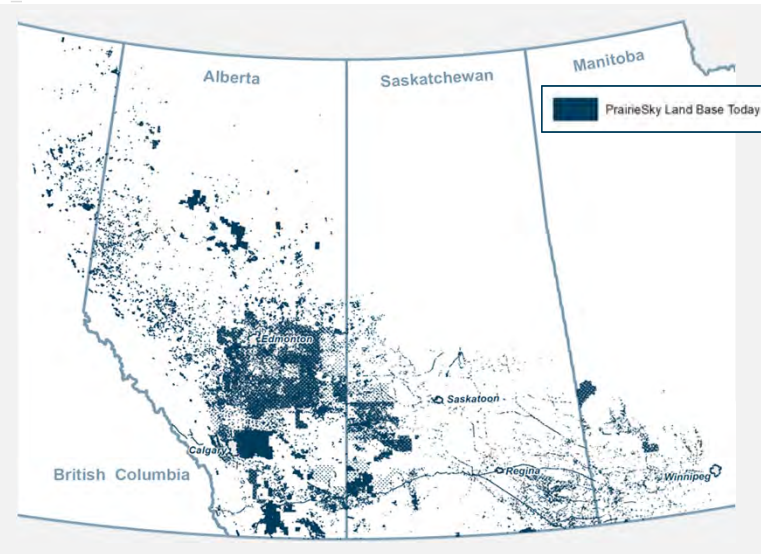 Alberta
Saskatchewan
Manitoba
PrairieSky Land Base Today
Edmonton
Saskatoon
Calgary
British Columbia
Regina
Winnipeg